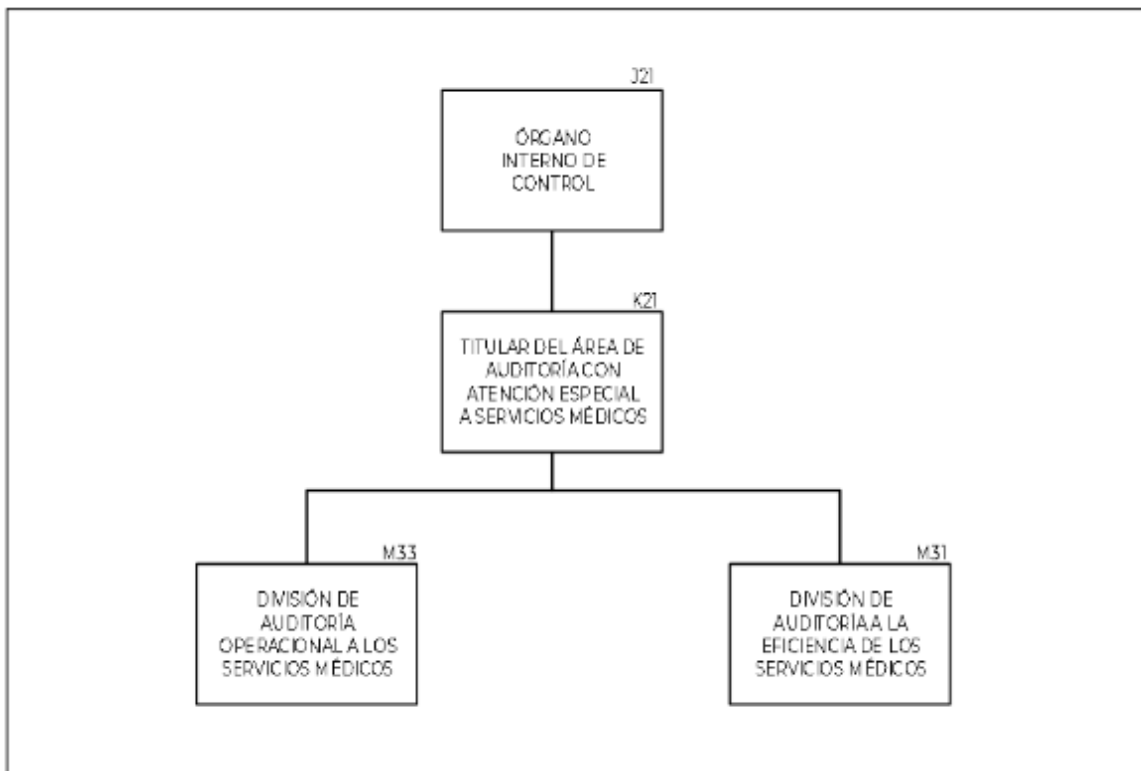 J21
ÓRGANO
INTERNO DE
CONTROL
K21
TITULAR DEL ÁREA DE
AUDITORÍA CON
ATENCIÓN ESPECIAL
A SERVICIOS MÉDICOS
M33
DIVISIÓN DE
AUDITORÍA
OPERACIONAL A LOS
SERVICIOS MÉDICOS
M31
DIVISIÓN DE
AUDITORÍA A LA
EFICIENCIA DE LOS
SERVICIOS MÉDICOS